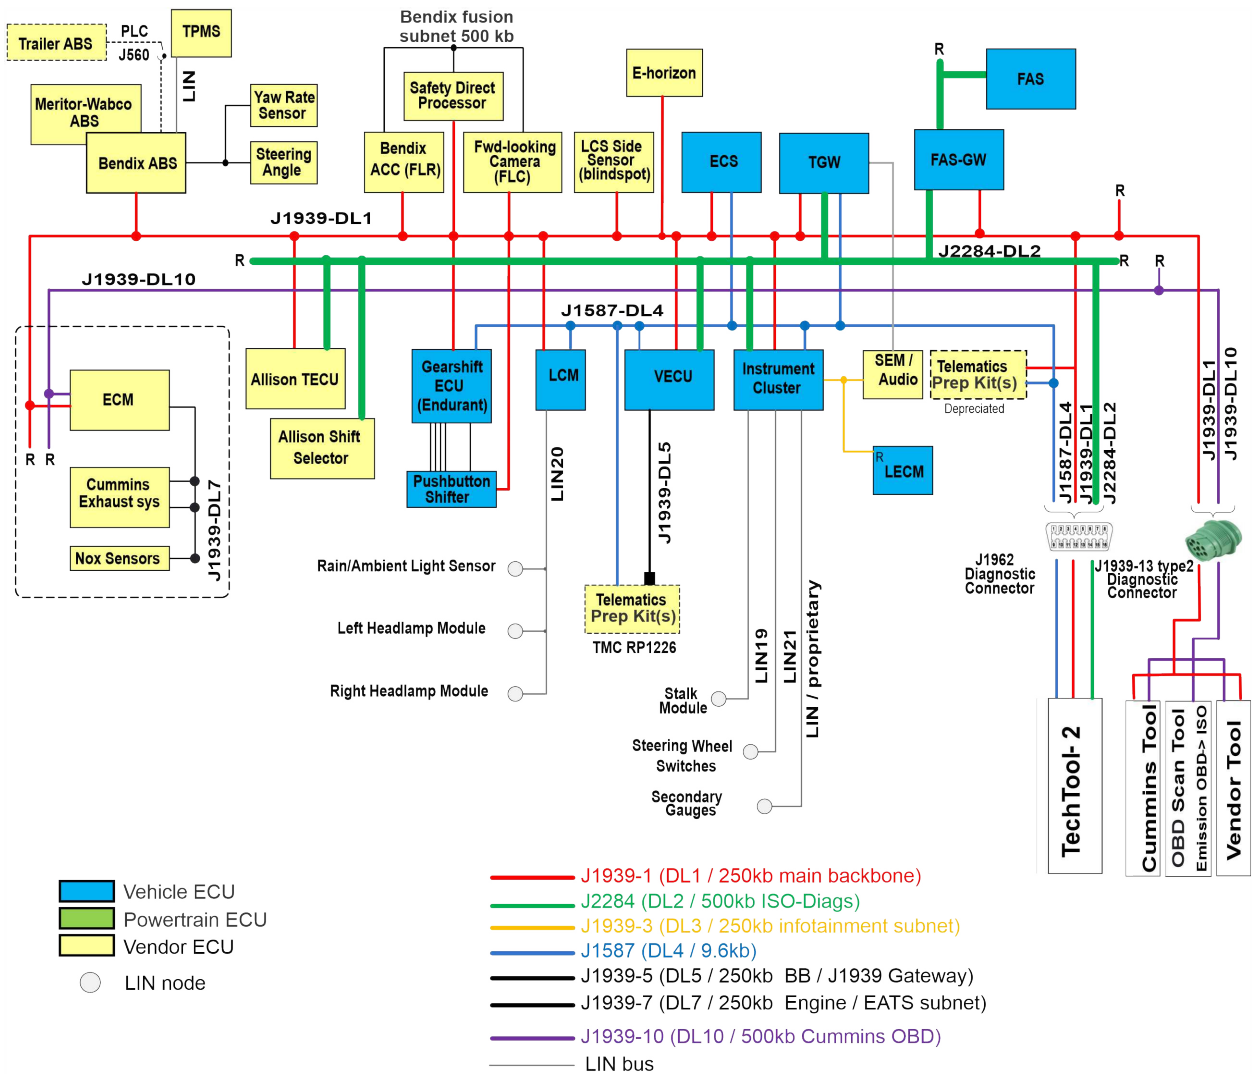 Bendix fusion
subnet 500 kb
Trailer ABS
PLC
J560
TPMS
LIN
Meritor-Wabco
ABS
Bendix ABS
Yaw Rate
Sensor
Steering
Angle
Safety Direct
Processor
Bendix
ACC (FLR)
Fwd-looking
Camera
(FLC)
LCS Side
Sensor
(blindspot)
E-horizon
ECS
TGW
R
FAS
FAS-GW
R
J1939-DL1
R
J2284-DL2
R
R
J1939-DL10
J1587-DL4
ECM
R
R
Cummins
Exhaust sys
Nox Sensors
J1939-DL7
Allison TECU
Allison Shift
Selector
Gearshift
ECU
(Endurant)
Pushbutton
Shifter
LCM
LIN20
VECU
J1939-DL5
Instrument
Cluster
SEM /
Audio
R
LECM
Telematics
Prep Kit(s)
Depreciated
J1587-DL4
J1939-DL1
J2284-DL2
J1939-DL1
J1939-DL10
Rain/Ambient Light Sensor
Left Headlamp Module
Right Headlamp Module
Telematics
Prep Kit(s)
TMC RP1226
LIN19
LIN21
LIN / proprietary
Stalk
Module
Steering Wheel
Switches
Secondary
Gauges
J1962
Diagnostic
Connector
J1939-13 type2
Diagnostic
Connector
TechTool- 2
Cummins Tool
OBD Scan Tool
Emission OBD-> ISO
Vendor Tool
Vehicle ECU
Powertrain ECU
Vendor ECU
LIN node
J1939-1 (DL1 / 250kb main backbone)
J2284 (DL2 / 500kb ISO-Diags)
J1939-3 (DL3 / 250kb infotainment subnet)
J1587 (DL4 / 9.6kb)
J1939-5 (DL5 / 250kb BB / J1939 Gateway)
J1939-7 (DL7 / 250kb Engine / EATS subnet)
J1939-10 (DL10 / 500kb Cummins OBD)
LIN bus